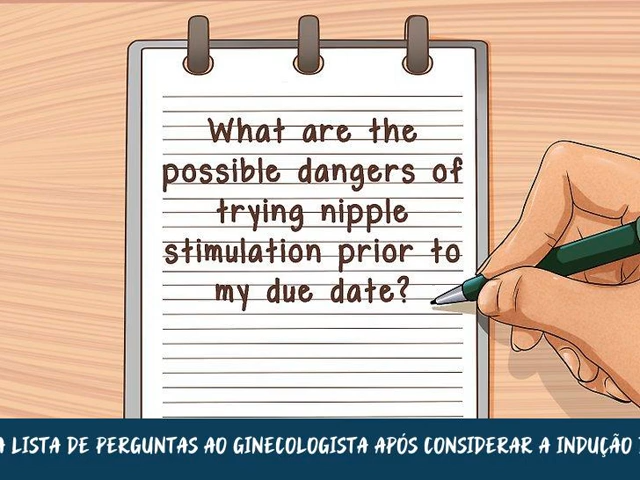 What are the
possible dangers of
trying nipple
stimulation prior to
my due date?
A LISTA DE PERGUNTAS AO GINECOLOGISTA APÓS CONSIDERAR A INDUÇÃO